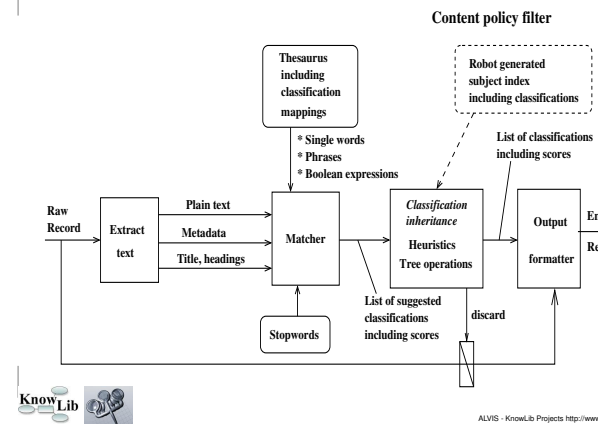 Content policy filter
Thesaurus
including
classification
mappings
Robot generated
subject index
including classifications
* Single words
* Phrases
* Boolean expressions
List of classifications
including scores
Raw
Record
Extract
text
Plain text
Metadata
Title, headings
Matcher
Classification
inheritance
Heuristics
Tree operations
Output
formatter
List of suggested
classifications
including scores
discard
Stopwords
Know Lib
ALVIS - KnowLib Projects http://www